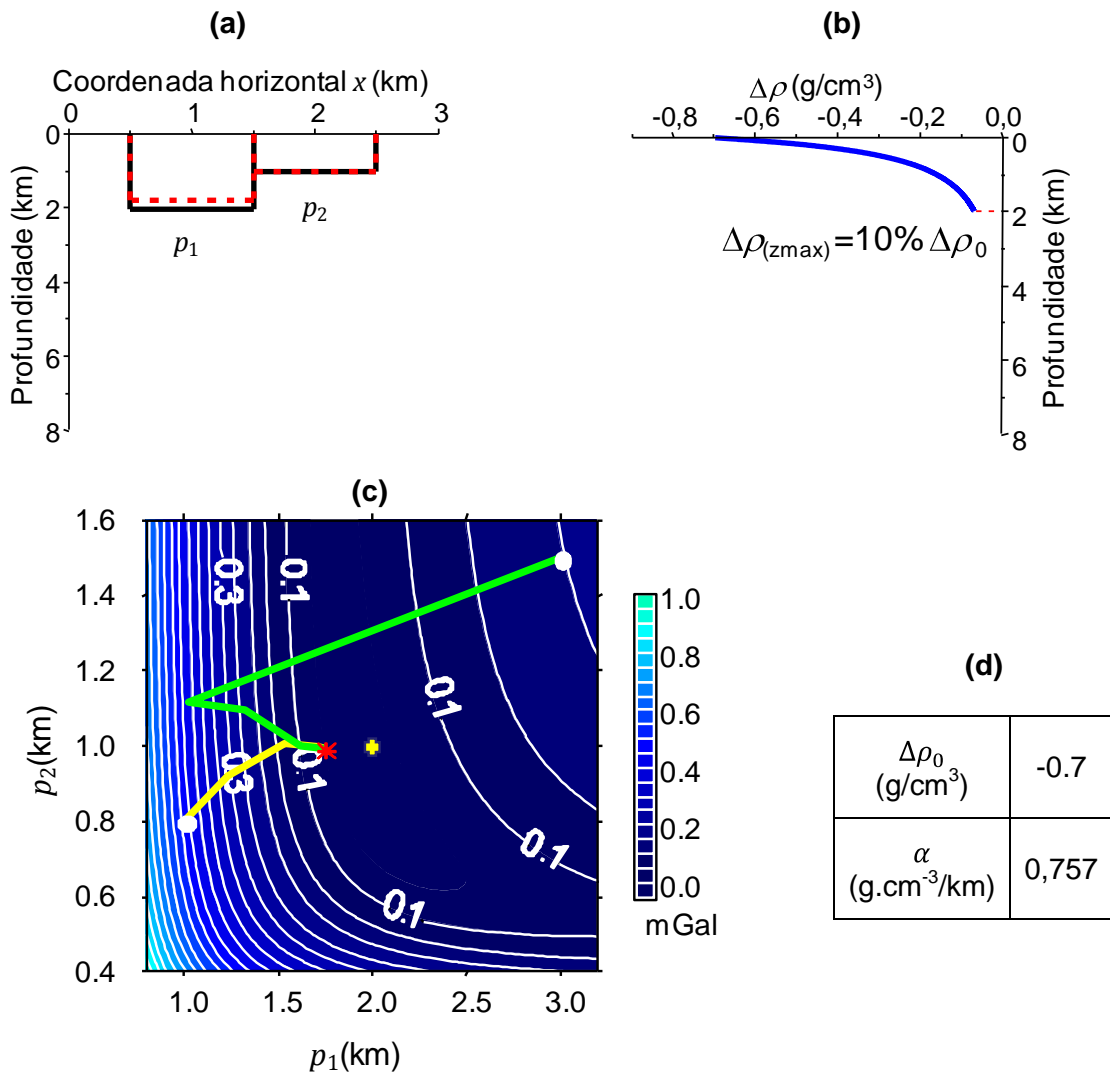 (a)
Coordenada horizontal x (km)
0 1 2 3
0
2
4
6
8
Profundidade (km)
p₁
p₂
(b)
Δρ (g/cm³)
-0,8 -0,6 -0,4 -0,2 0,0
0
2
4
6
8
Profundidade (km)
Δρ(zmax) =10% Δρ₀
(c)
1.6
1.4
1.2
1.0
0.8
0.6
0.4
p₂(km)
0.3
0.1
0.1
0.3
0.1
0.1
0.1
1.0 1.5 2.0 2.5 3.0
p₁(km)
1.0
0.8
0.6
0.4
0.2
0.0
mGal
(d)
Δρ₀
(g/cm³)
-0.7
α
(g.cm⁻³/km)
0,757